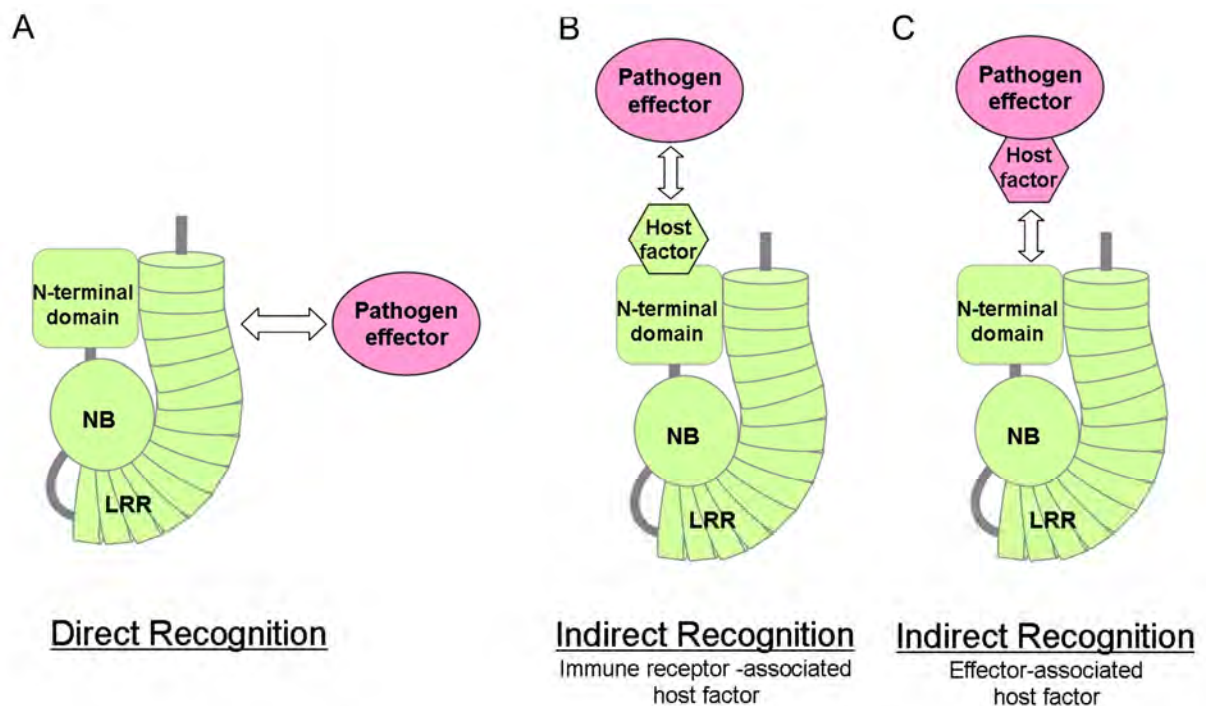 A
N-terminal
domain
NB
LRR
Pathogen
effector
Direct Recognition
B
Pathogen
effector
Host
factor
N-terminal
domain
NB
LRR
Indirect Recognition
Immune receptor -associated
host factor
C
Pathogen
effector
Host
factor
N-terminal
domain
NB
LRR
Indirect Recognition
Effector-associated
host factor